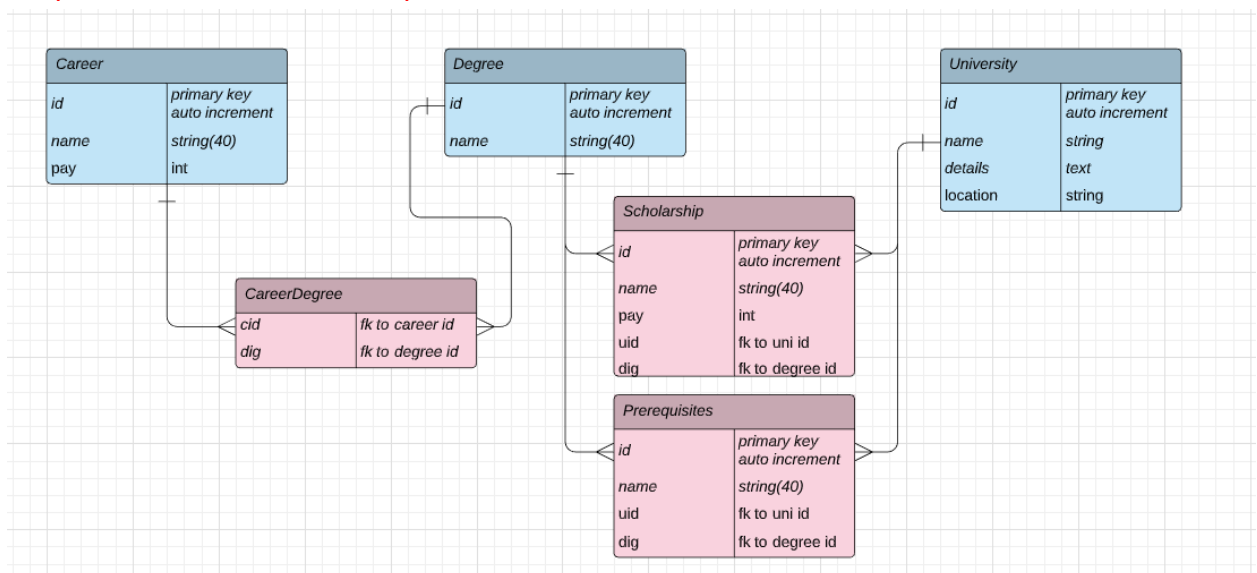 Career
id primary key
auto increment
name string(40)
pay int
Degree
id primary key
auto increment
name string(40)
University
id primary key
auto increment
name string
details text
location string
Scholarship
id primary key
auto increment
name string(40)
pay int
uid fk to uni id
dig fk to degree id
CareerDegree
cid fk to career id
dig fk to degree id
Prerequisites
id primary key
auto increment
name string(40)
uid fk to uni id
dig fk to degree id